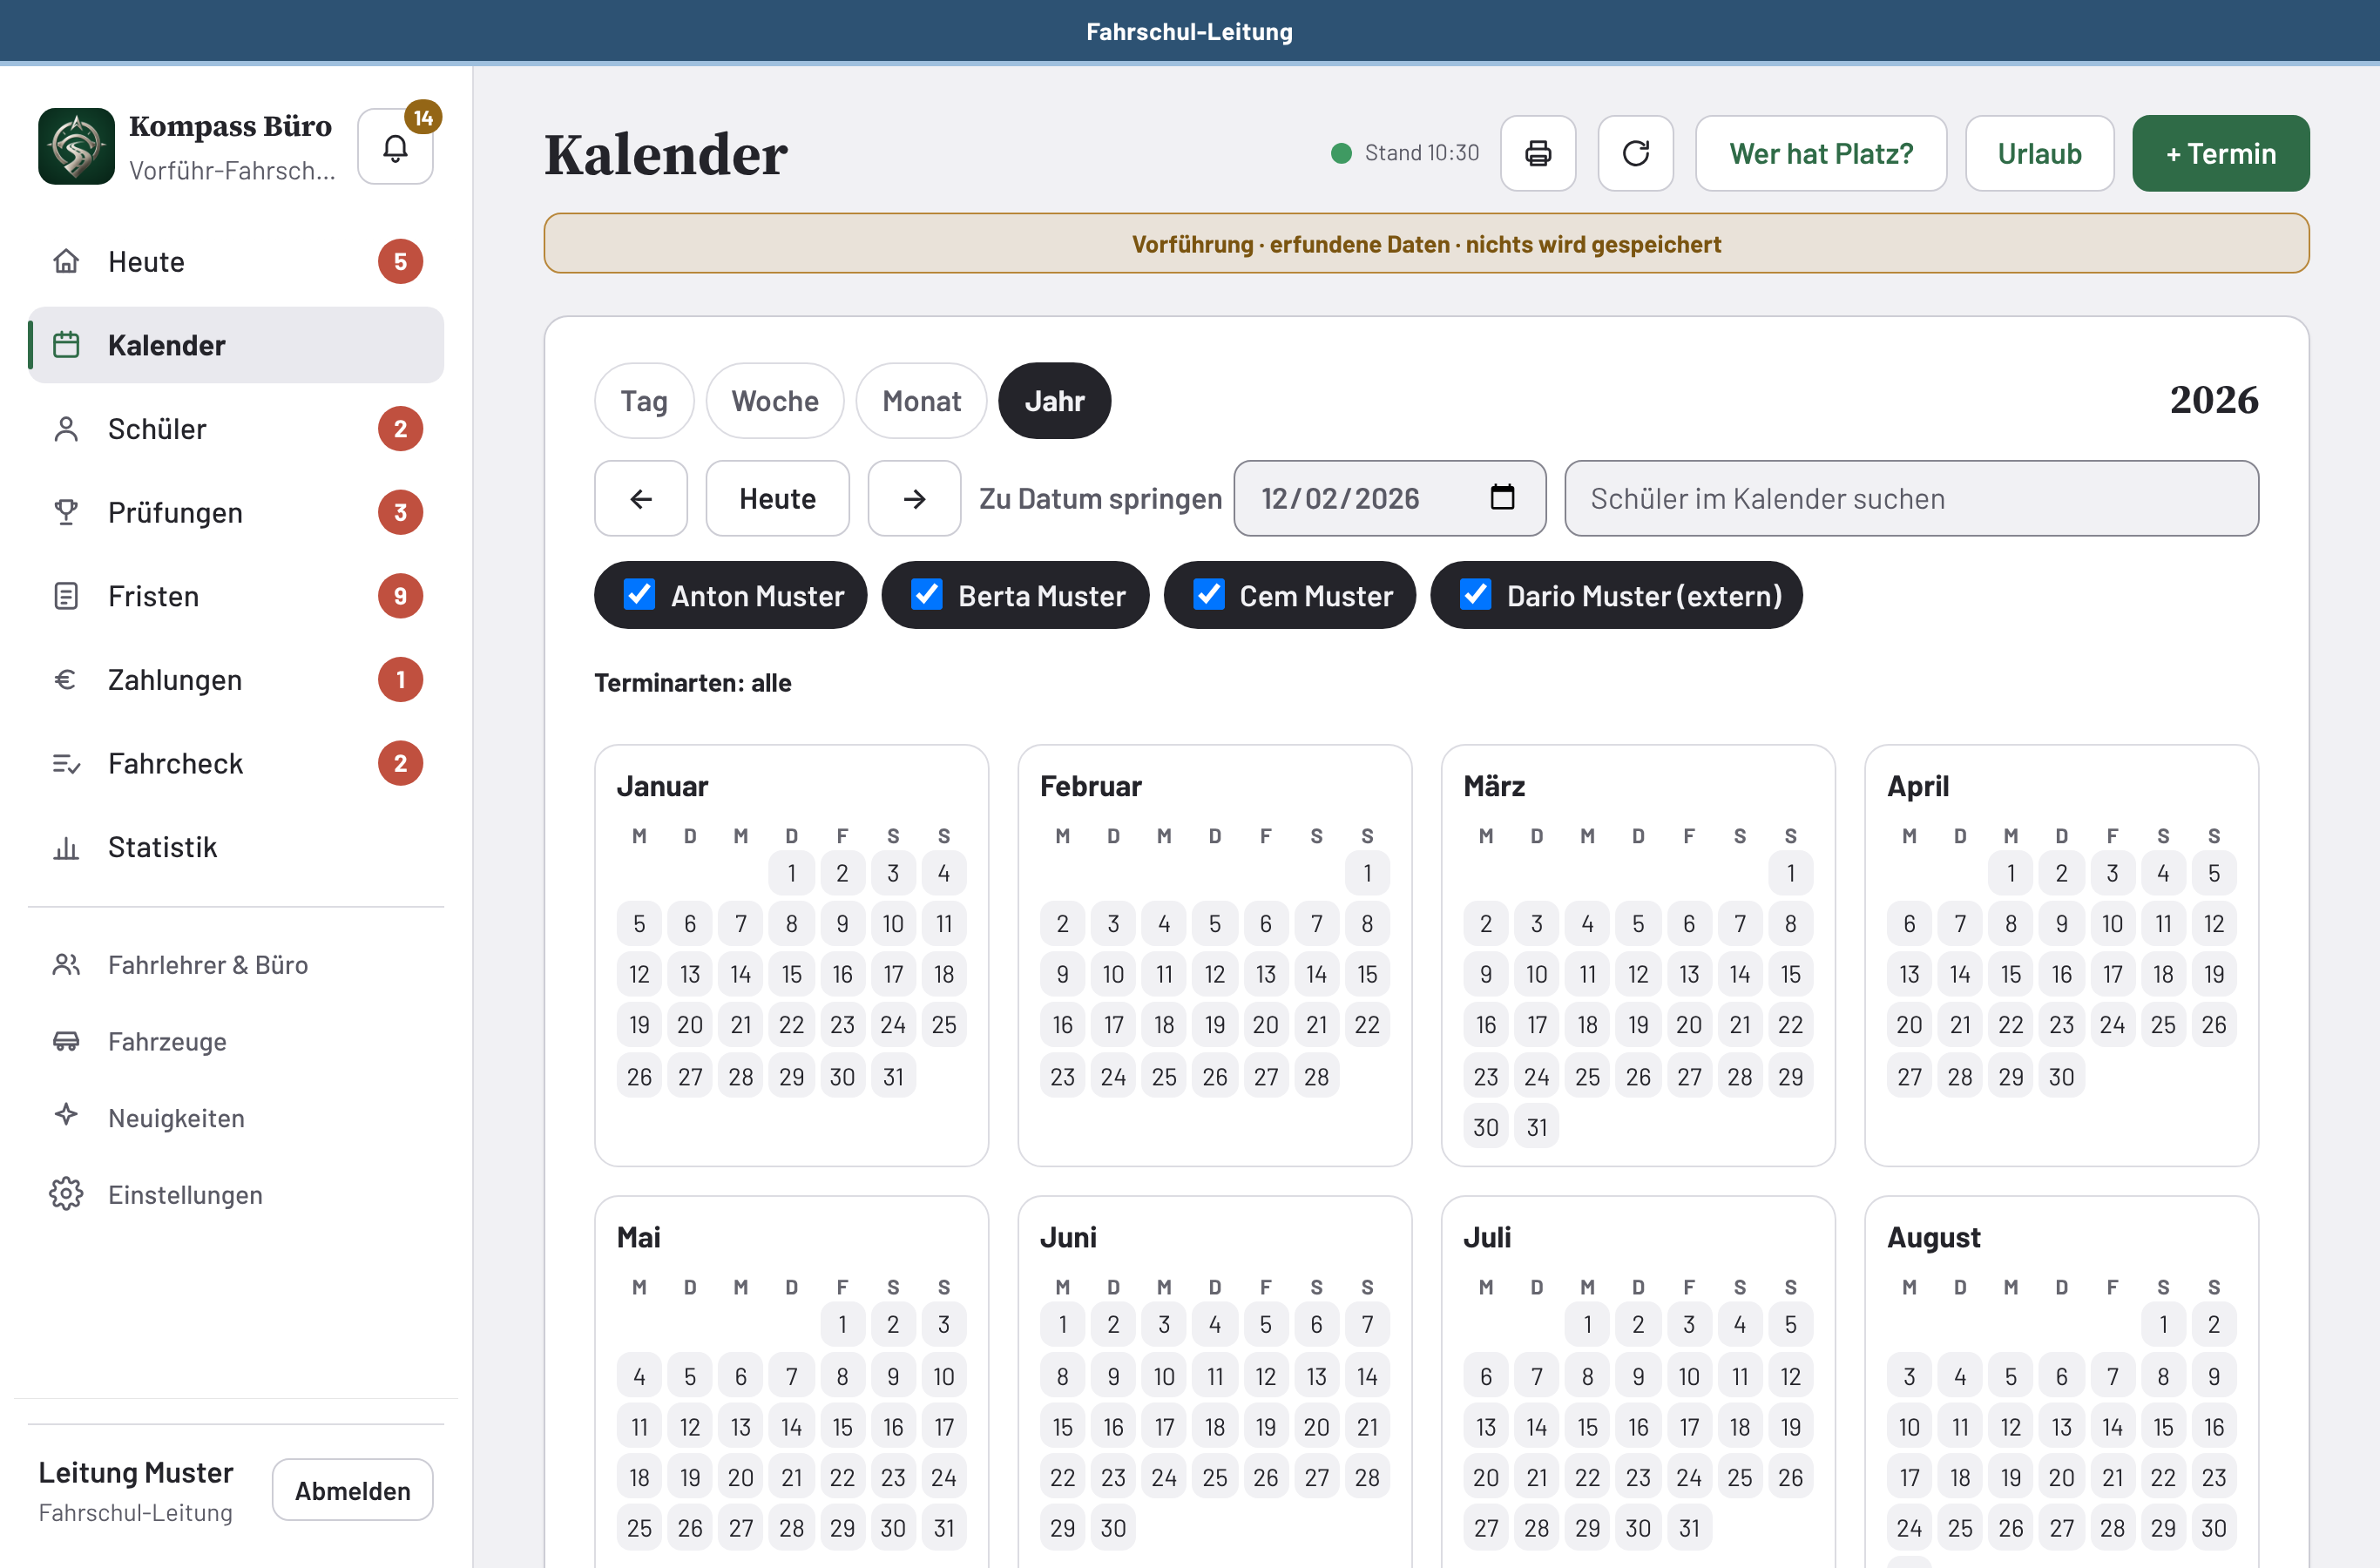 Fahrschul-Leitung
Kompass Büro
Vorführ-Fahrsch...
14
Heute 5
Kalender
Schüler 2
Prüfungen 3
Fristen 9
Zahlungen 1
Fahrcheck 2
Statistik
Fahrlehrer & Büro
Fahrzeuge
Neuigkeiten
Einstellungen
Leitung Muster
Fahrschul-Leitung
Abmelden
Kalender
Stand 10:30
Wer hat Platz?
Urlaub
+ Termin
Vorführung · erfundene Daten · nichts wird gespeichert
Tag Woche Monat Jahr
2026
← Heute → Zu Datum springen 12/02/2026 Schüler im Kalender suchen
Anton Muster Berta Muster Cem Muster Dario Muster (extern)
Terminarten: alle
Januar
M D M D F S S
1 2 3 4
5 6 7 8 9 10 11
12 13 14 15 16 17 18
19 20 21 22 23 24 25
26 27 28 29 30 31
Februar
M D M D F S S
1
2 3 4 5 6 7 8
9 10 11 12 13 14 15
16 17 18 19 20 21 22
23 24 25 26 27 28
März
M D M D F S S
1
2 3 4 5 6 7 8
9 10 11 12 13 14 15
16 17 18 19 20 21 22
23 24 25 26 27 28 29
30 31
April
M D M D F S S
1 2 3 4 5
6 7 8 9 10 11 12
13 14 15 16 17 18 19
20 21 22 23 24 25 26
27 28 29 30
Mai
M D M D F S S
1 2 3
4 5 6 7 8 9 10
11 12 13 14 15 16 17
18 19 20 21 22 23 24
25 26 27 28 29 30 31
Juni
M D M D F S S
1 2 3 4 5 6 7
8 9 10 11 12 13 14
15 16 17 18 19 20 21
22 23 24 25 26 27 28
29 30
Juli
M D M D F S S
1 2 3 4 5
6 7 8 9 10 11 12
13 14 15 16 17 18 19
20 21 22 23 24 25 26
27 28 29 30 31
August
M D M D F S S
1 2
3 4 5 6 7 8 9
10 11 12 13 14 15 16
17 18 19 20 21 22 23
24 25 26 27 28 29 30